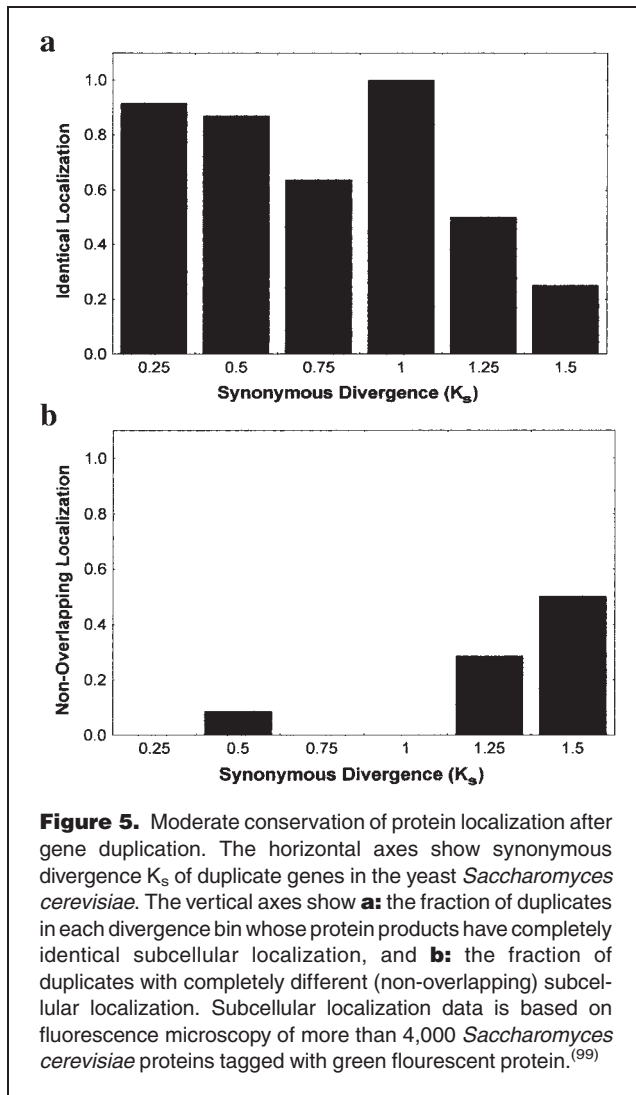 a
1.0
0.8
0.6
0.4
0.2
0.0
Identical Localization
0.25 0.5 0.75 1 1.25 1.5
Synonymous Divergence (Ks)
b
1.0
0.8
0.6
0.4
0.2
0.0
Non-Overlapping Localization
0.25 0.5 0.75 1 1.25 1.5
Synonymous Divergence (Ks)
Figure 5. Moderate conservation of protein localization after
gene duplication. The horizontal axes show synonymous
divergence Ks of duplicate genes in the yeast Saccharomyces
cerevisiae. The vertical axes show a: the fraction of duplicates
in each divergence bin whose protein products have completely
identical subcellular localization, and b: the fraction of
duplicates with completely different (non-overlapping) subcel-
lular localization. Subcellular localization data is based on
fluorescence microscopy of more than 4,000 Saccharomyces
cerevisiae proteins tagged with green flourescent protein.(99)